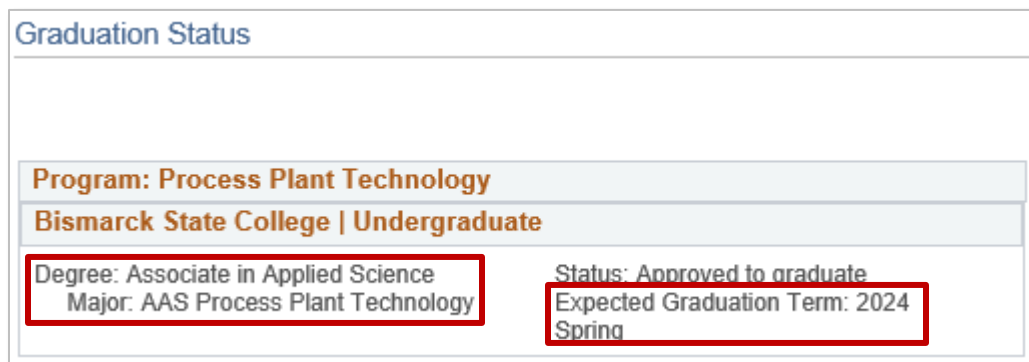 Graduation Status
Program: Process Plant Technology
Bismarck State College | Undergraduate
Degree: Associate in Applied Science
Major: AAS Process Plant Technology
Status: Approved to graduate
Expected Graduation Term: 2024
Spring